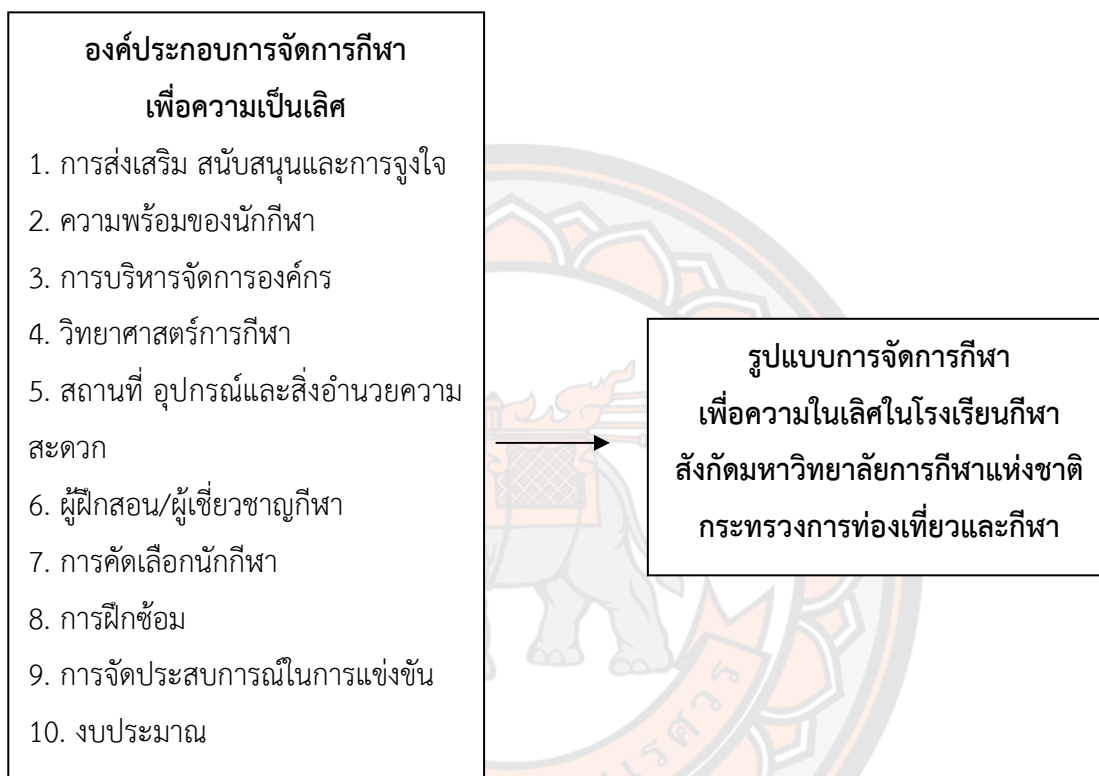 องค์ประกอบการจัดการกีฬา
เพื่อความเป็นเลิศ
1. การส่งเสริม สนับสนุนและการจูงใจ
2. ความพร้อมของนักกีฬา
3. การบริหารจัดการองค์กร
4. วิทยาศาสตร์การกีฬา
5. สถานที่ อุปกรณ์และสิ่งอำนวยความ
สะดวก
6. ผู้ฝึกสอน/ผู้เชี่ยวชาญกีฬา
7. การคัดเลือกนักกีฬา
8. การฝึกซ้อม
9. การจัดประสบการณ์ในการแข่งขัน
10. งบประมาณ
รูปแบบการจัดการกีฬา
เพื่อความในเลิศในโรงเรียนกีฬา
สังกัดมหาวิทยาลัยการกีฬาแห่งชาติ
กระทรวงการท่องเที่ยวและกีฬา